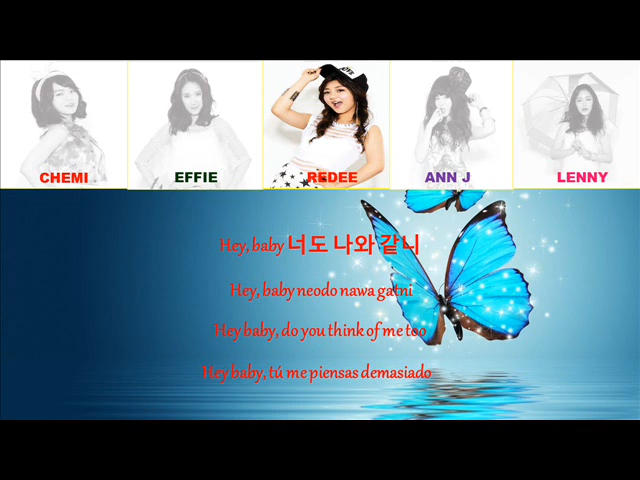 CHEMI
EFFIE
REDEE
ANN J
LENNY
Hey, baby 너도 나와 같니
Hey, baby neodo nawa gatni
Hey baby, do you think of me too
Hey baby, tú me piensas demasiado